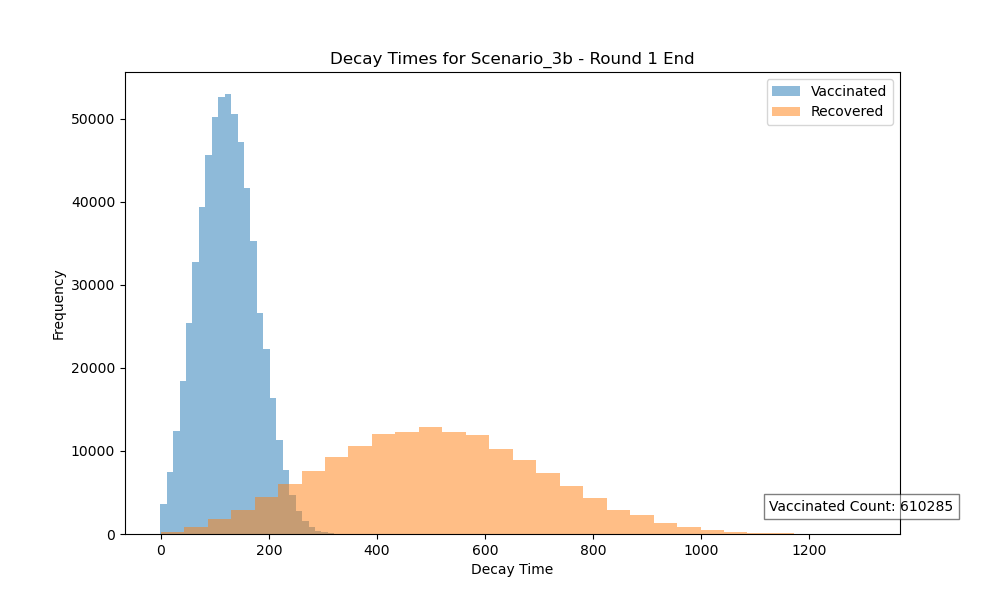 Decay Times for Scenario_3b - Round 1 End
Vaccinated
Recovered
Frequency
50000
40000
30000
20000
10000
0
Vaccinated Count: 610285
0 200 400 600 800 1000 1200
Decay Time